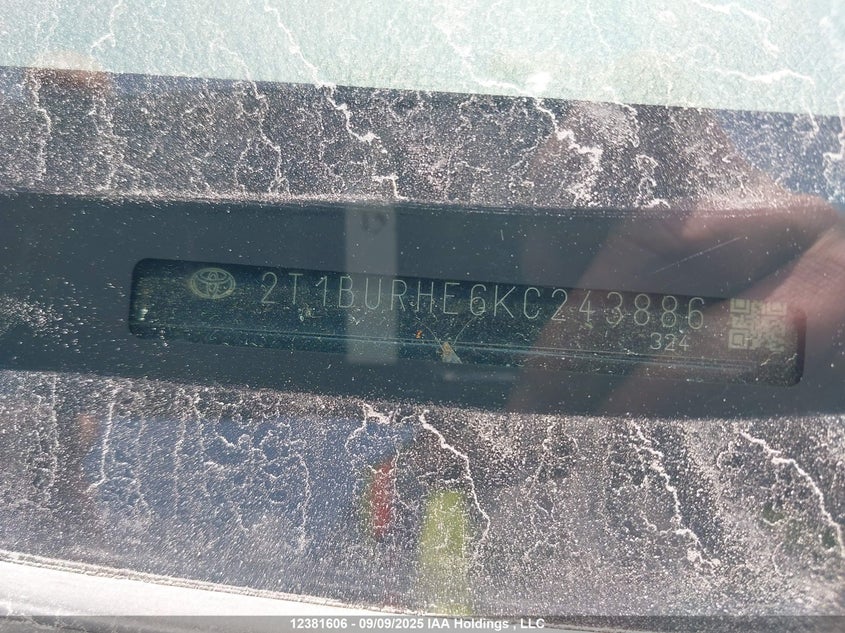 2T1BURHE6KC243886
324
12381606 - 09/09/2025 IAA Holdings , LLC